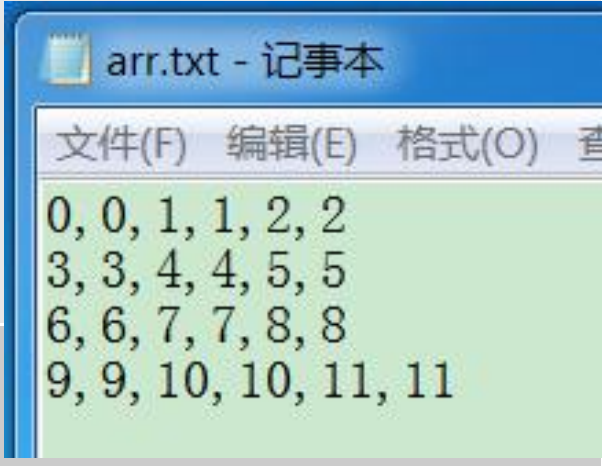 arr.txt - 记事本
文件(F) 编辑(E) 格式(O) 查
0, 0, 1, 1, 2, 2
3, 3, 4, 4, 5, 5
6, 6, 7, 7, 8, 8
9, 9, 10, 10, 11, 11